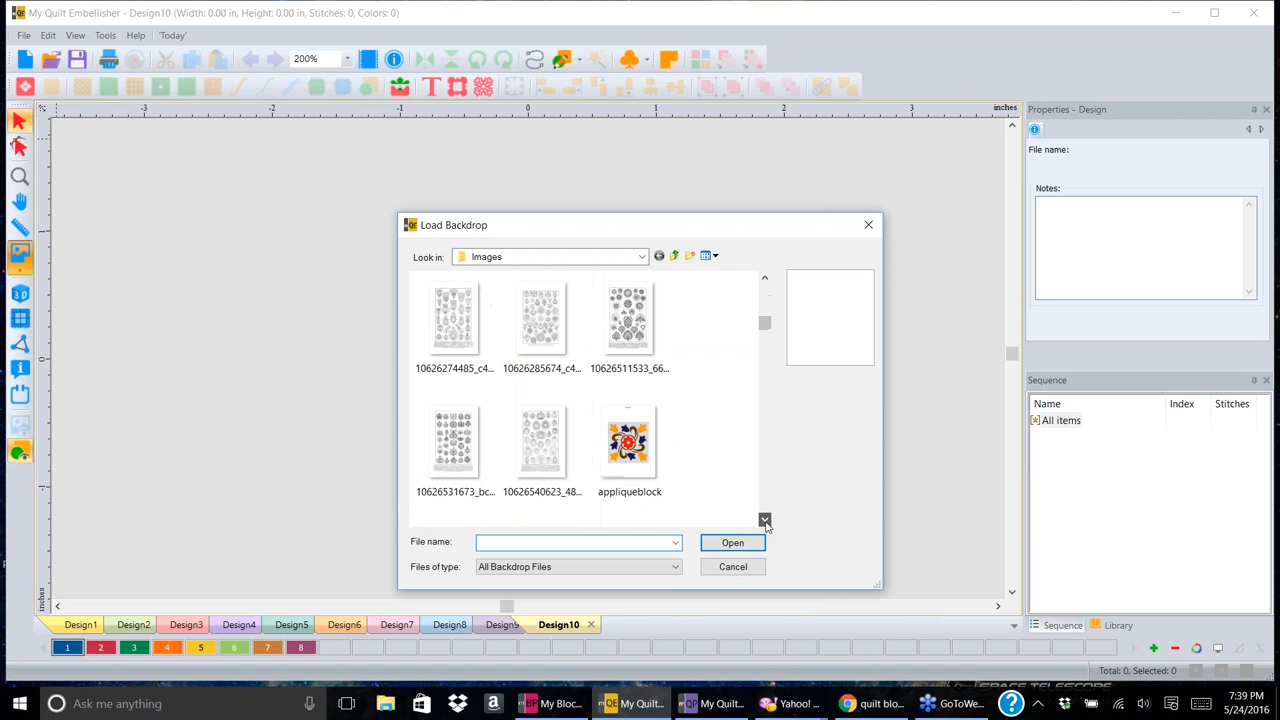 My Quilt Embellisher - Design10 (Width: 0.00 in, Height: 0.00 in, Stitches: 0, Colors: 0)
File Edit View Tools Help 'Today'
200%
-3 -2 -1 0 1 2 3 inches
Properties - Design
File name:
Notes:
Load Backdrop
Look in: Images
10626274485_c4... 10626285674_c4... 10626511533_66...
10626531673_bc... 10626540623_48... appliqueblock
File name: Open
Files of type: All Backdrop Files Cancel
Sequence
Name Index Stitches
All items
inches
Design1 Design2 Design3 Design4 Design5 Design6 Design7 Design8 Design9 Design10
Sequence Library
1 2 3 4 5 6 7 8
Total: 0, Selected: 0
SPACE TELESCOPE
Ask me anything
My Bloc... My Quilt... My Quilt... Yahoo! ... quilt blo... GoToWe...
7:39 PM
5/24/2016